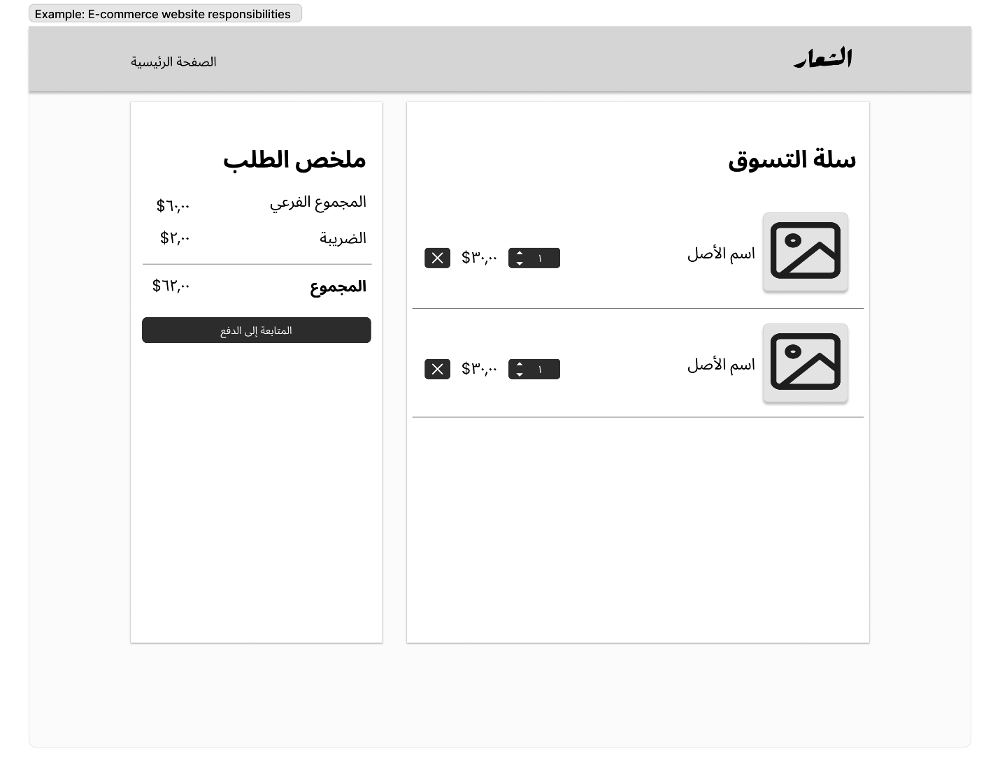 Example: E-commerce website responsibilities
الشعار
الصفحة الرئيسية
سلة التسوق
اسم الأصل
١
$٣٠,٠٠
اسم الأصل
١
$٣٠,٠٠
ملخص الطلب
المجموع الفرعي
$٦٠,٠٠
الضريبة
$٢,٠٠
المجموع
$٦٢,٠٠
المتابعة إلى الدفع